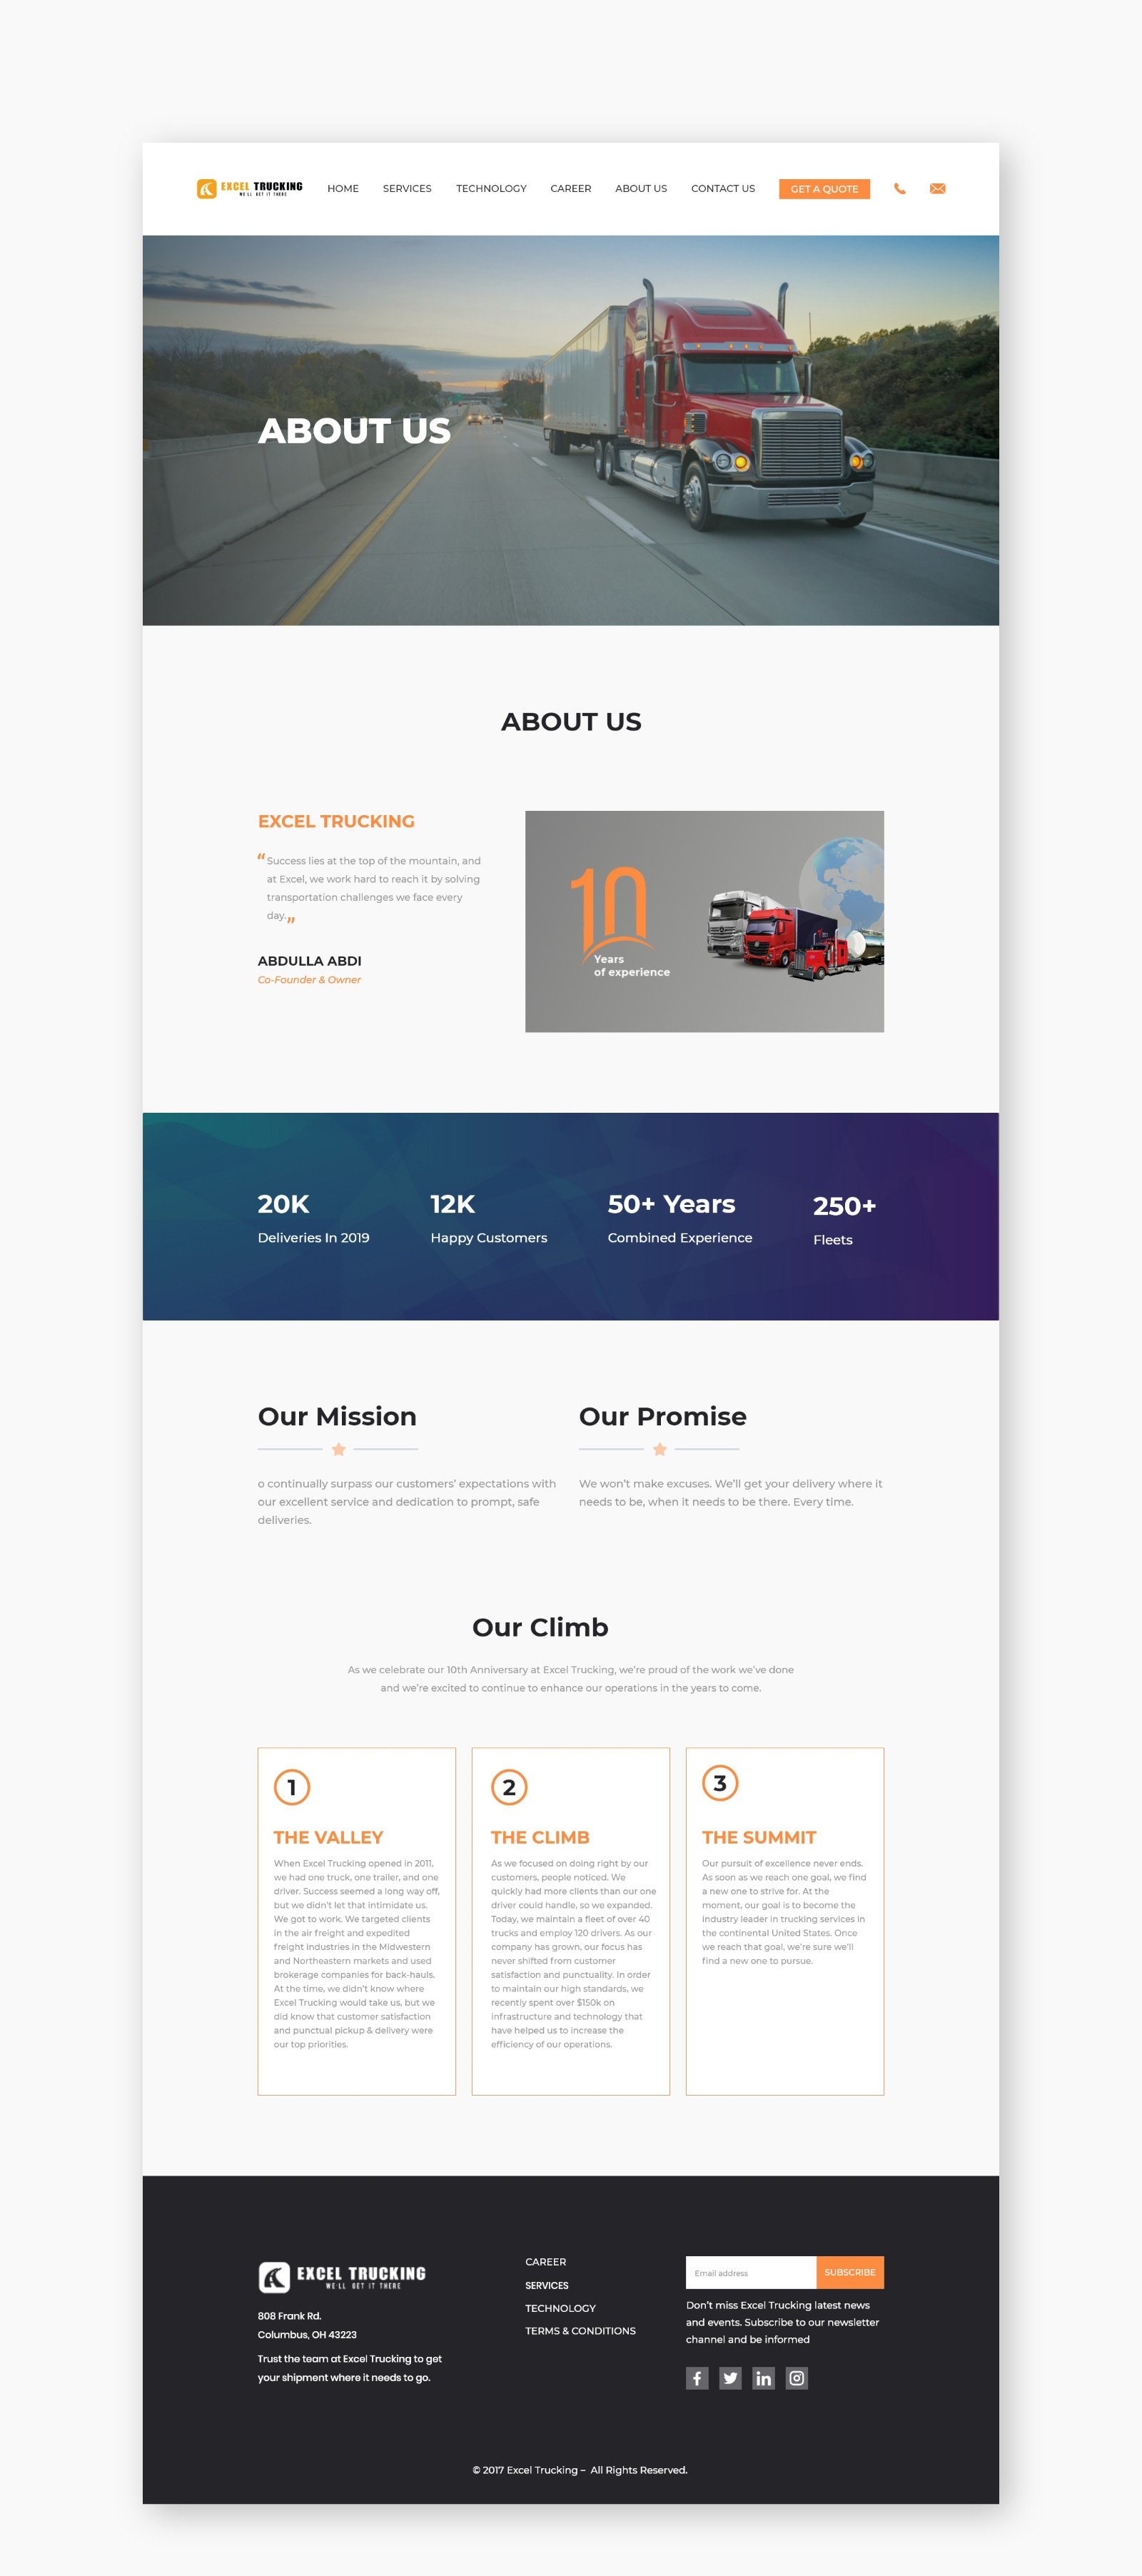 EXCEL TRUCKING
WE'LL GET IT THERE
HOME
SERVICES
TECHNOLOGY
CAREER
ABOUT US
CONTACT US
GET A QUOTE
ABOUT US
ABOUT US
EXCEL TRUCKING
“ Success lies at the top of the mountain, and
at Excel, we work hard to reach it by solving
transportation challenges we face every
day. ”
ABDULLA ABDI
Co-Founder & Owner
10
Years
of experience
20K
Deliveries In 2019
12K
Happy Customers
50+ Years
Combined Experience
250+
Fleets
Our Mission
o continually surpass our customers’ expectations with
our excellent service and dedication to prompt, safe
deliveries.
Our Promise
We won’t make excuses. We’ll get your delivery where it
needs to be, when it needs to be there. Every time.
Our Climb
As we celebrate our 10th Anniversary at Excel Trucking, we’re proud of the work we’ve done
and we’re excited to continue to enhance our operations in the years to come.
1
THE VALLEY
When Excel Trucking opened in 2011,
we had one truck, one trailer, and one
driver. Success seemed a long way off,
but we didn’t let that intimidate us.
We got to work. We targeted clients
in the air freight and expedited
freight industries in the Midwestern
and Northeastern markets and used
brokerage companies for back-hauls.
At the time, we didn’t know where
Excel Trucking would take us, but we
did know that customer satisfaction
and punctual pickup & delivery were
our top priorities.
2
THE CLIMB
As we focused on doing right by our
customers, people noticed. We
quickly had more clients than our one
driver could handle, so we expanded.
Today, we maintain a fleet of over 40
trucks and employ 120 drivers. As our
company has grown, our focus has
never shifted from customer
satisfaction and punctuality. In order
to maintain our high standards, we
recently spent over $150k on
infrastructure and technology that
have helped us to increase the
efficiency of our operations.
3
THE SUMMIT
Our pursuit of excellence never ends.
As soon as we reach one goal, we find
a new one to strive for. At the
moment, our goal is to become the
industry leader in trucking services in
the continental United States. Once
we reach that goal, we’re sure we’ll
find a new one to pursue.
EXCEL TRUCKING
WE'LL GET IT THERE
808 Frank Rd.
Columbus, OH 43223
Trust the team at Excel Trucking to get
your shipment where it needs to go.
CAREER
SERVICES
TECHNOLOGY
TERMS & CONDITIONS
Email address
SUBSCRIBE
Don’t miss Excel Trucking latest news
and events. Subscribe to our newsletter
channel and be informed
© 2017 Excel Trucking – All Rights Reserved.